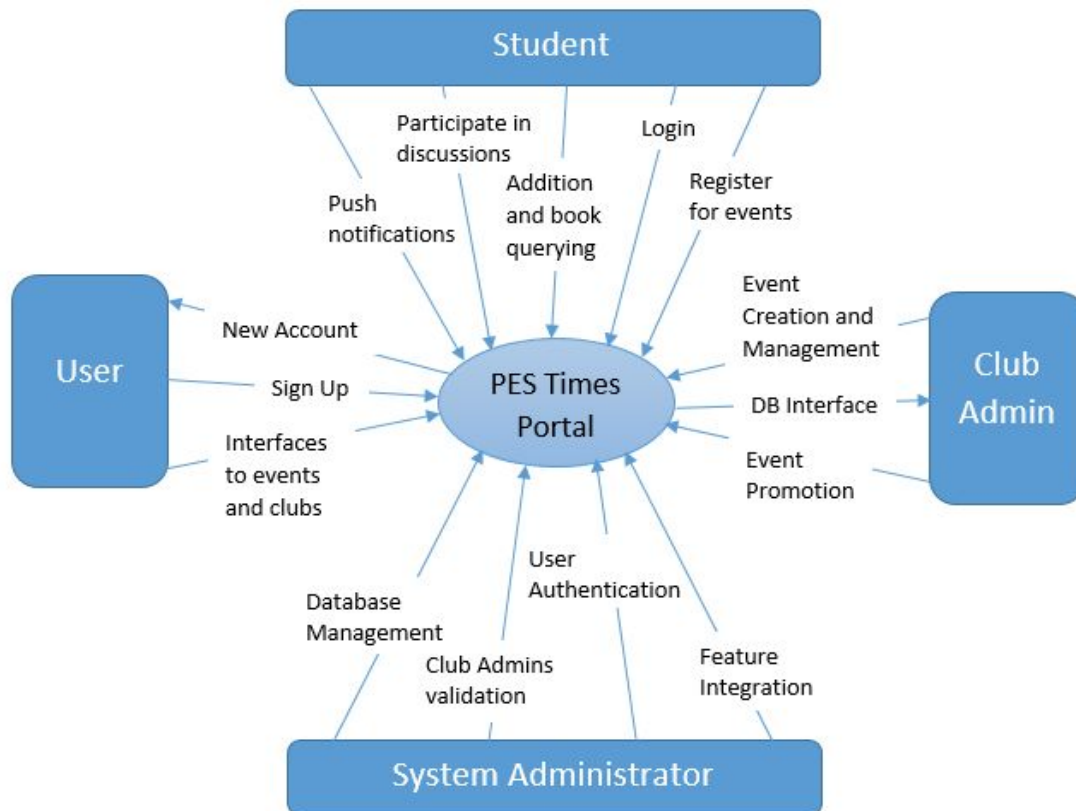 Student
Participate in
discussions
Login
Addition
and book
querying
Register
for events
Push
notifications
User
New Account
Sign Up
Interfaces
to events
and clubs
PES Times
Portal
Event
Creation and
Management
DB Interface
Event
Promotion
Club
Admin
Database
Management
Club Admins
validation
User
Authentication
Feature
Integration
System Administrator